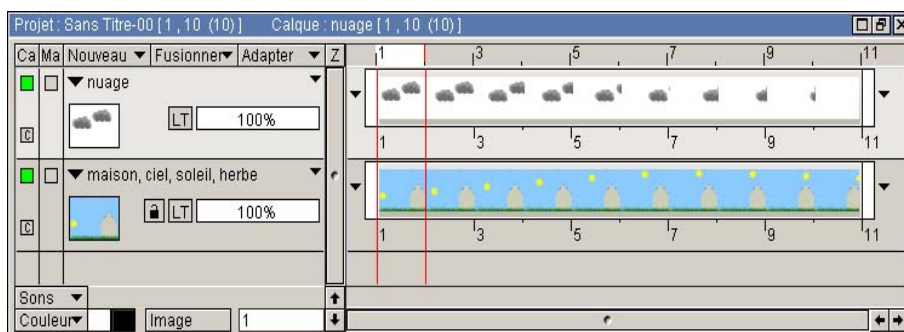 Projet : Sans Titre-00 [ 1 , 10 (10) ] Calque : nuage [ 1 , 10 (10) ]
Ca Ma Nouveau Fusionner Adapter Z 1 3 5 7 9 11
nuage
LT 100%
C
1 3 5 7 9 11
maison, ciel, soleil, herbe
LT 100%
C
1 3 5 7 9 11
Sons
Couleur Image 1